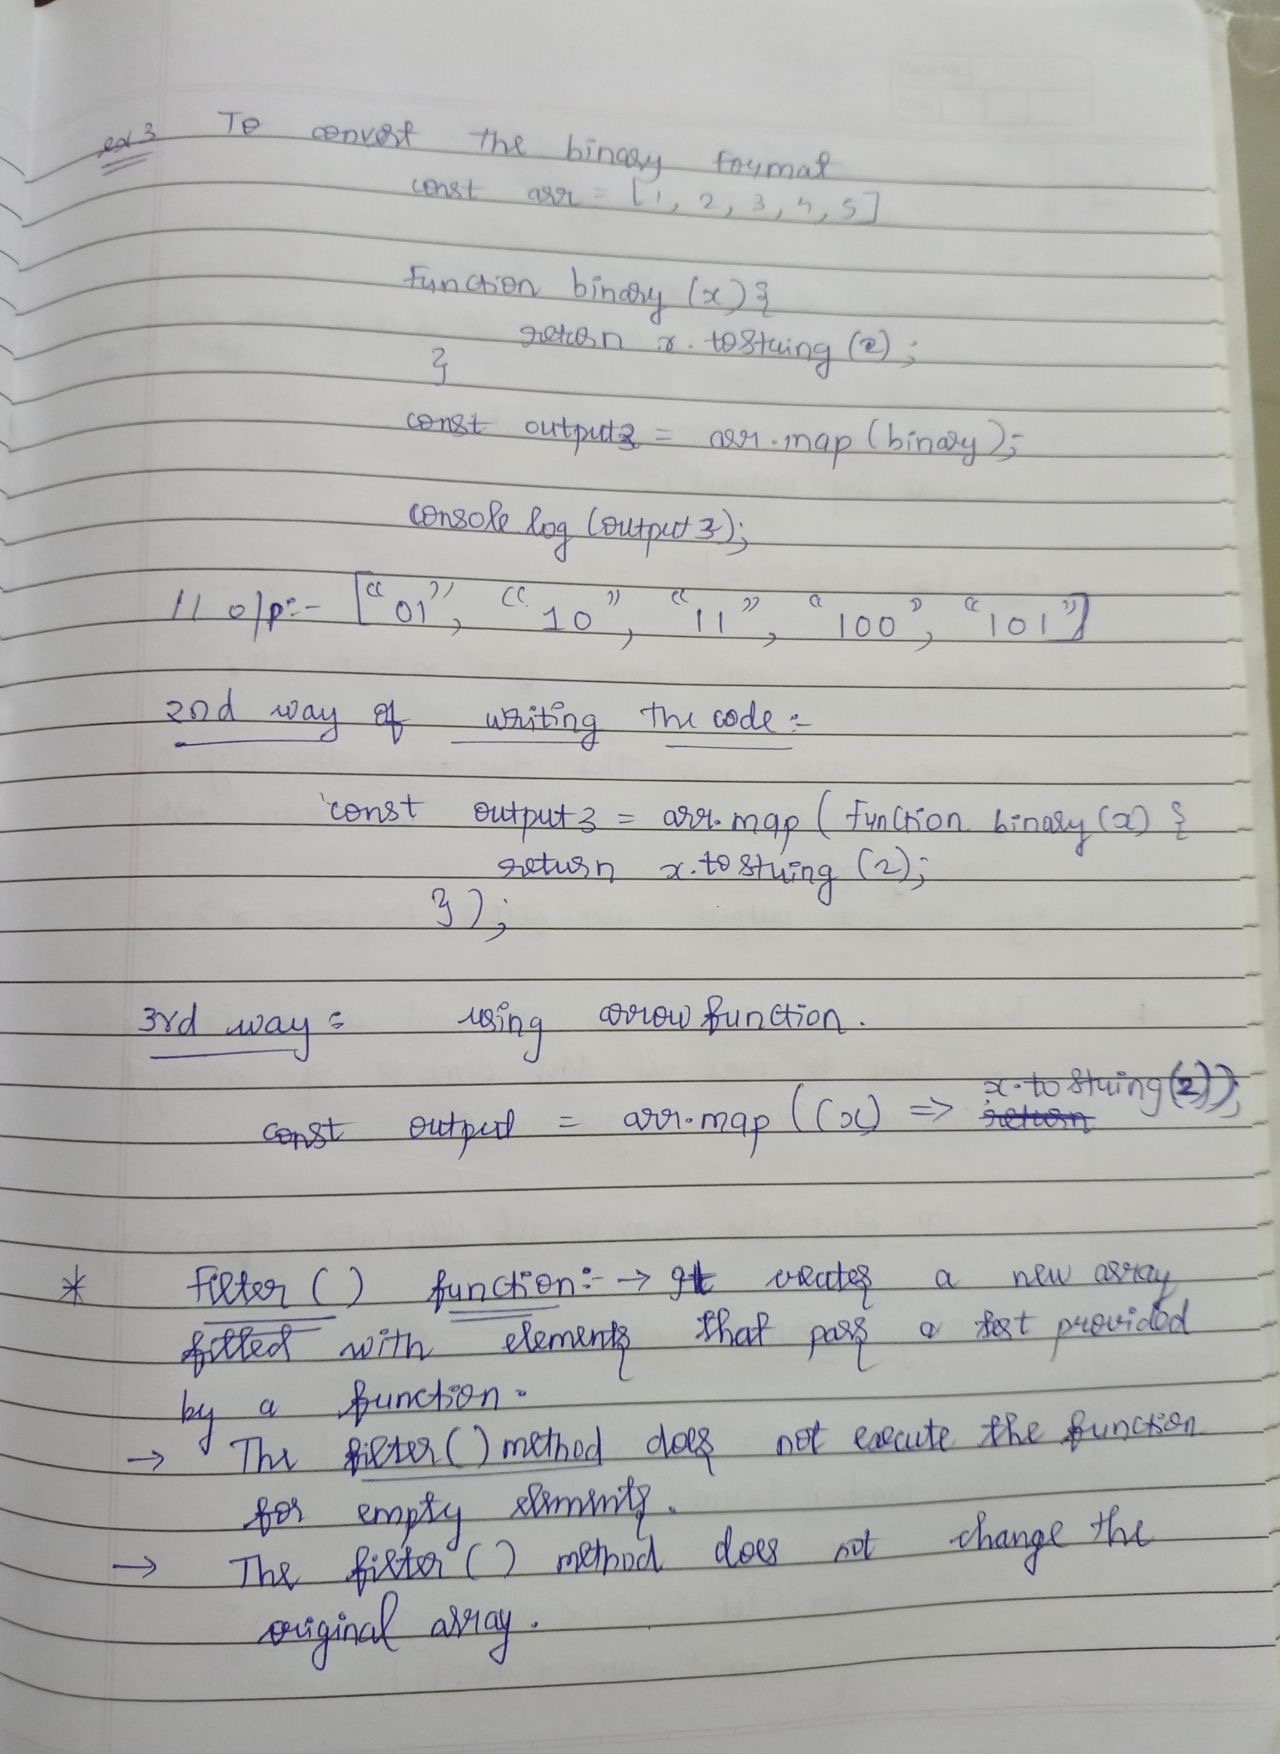 ex 3 To convert the binary format
const arr = [1, 2, 3, 4, 5]
function binary (x) {
return x.toString (2);
}
const output3 = arr.map (binary);
console log (output 3);
// o/p:- ["01", "10", "11", "100", "101"]
2nd way of writing the code :-
const output 3 = arr.map ( function binary (x) {
return x.toString (2);
});
3rd way : using arrow function.
const output = arr.map ((x) => x.toString(2));
return
* Filter () function:- → It creates a new array
filled with elements that pass a test provided
by a function.
→ The filter () method does not execute the function
for empty elements.
→ The filter () method does not change the
original array.